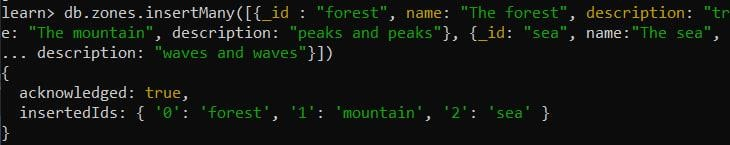 learn> db.zones.insertMany([{_id : "forest", name: "The forest", description: "tr
e: "The mountain", description: "peaks and peaks"}, {_id: "sea", name:"The sea",
... description: "waves and waves"}])
{
  acknowledged: true,
  insertedIds: { '0': 'forest', '1': 'mountain', '2': 'sea' }
}